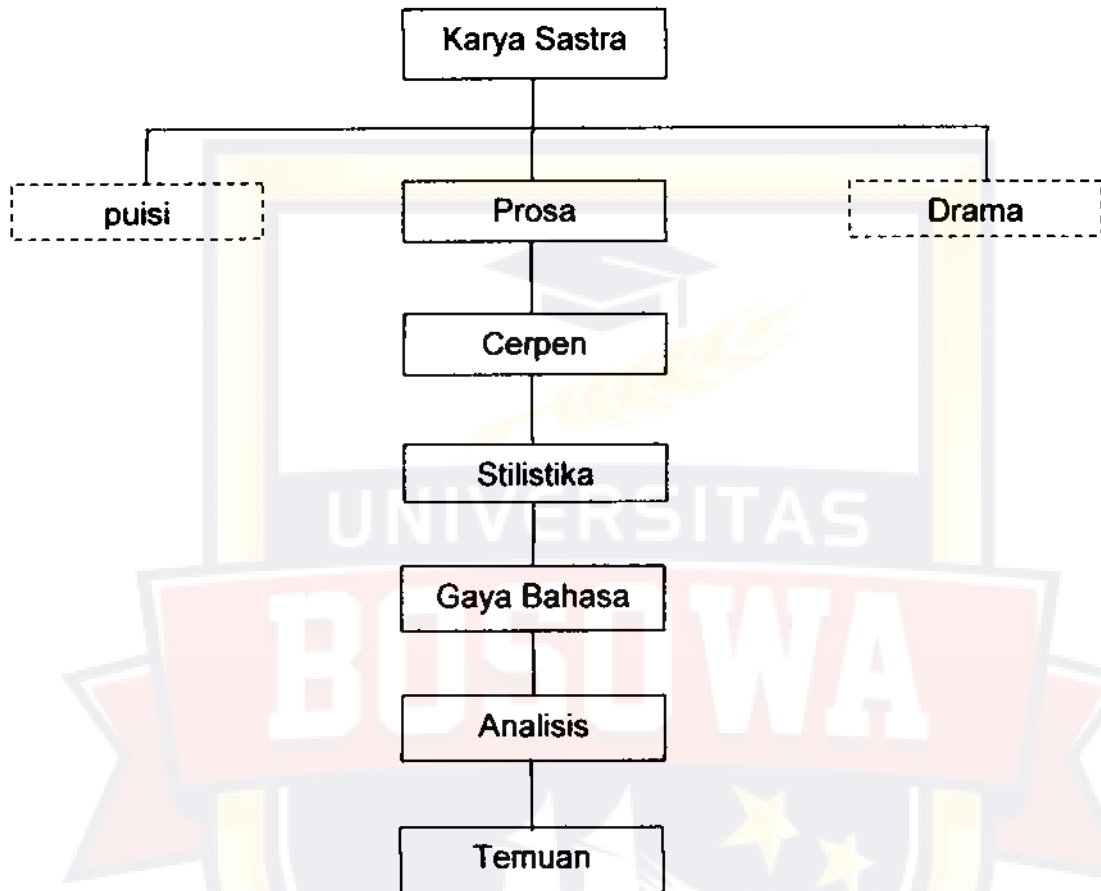 Karya Sastra
puisi
Prosa
Drama
Cerpen
Stilistika
UNIVERSITAS
Gaya Bahasa
BOSOWA
Analisis
Temuan